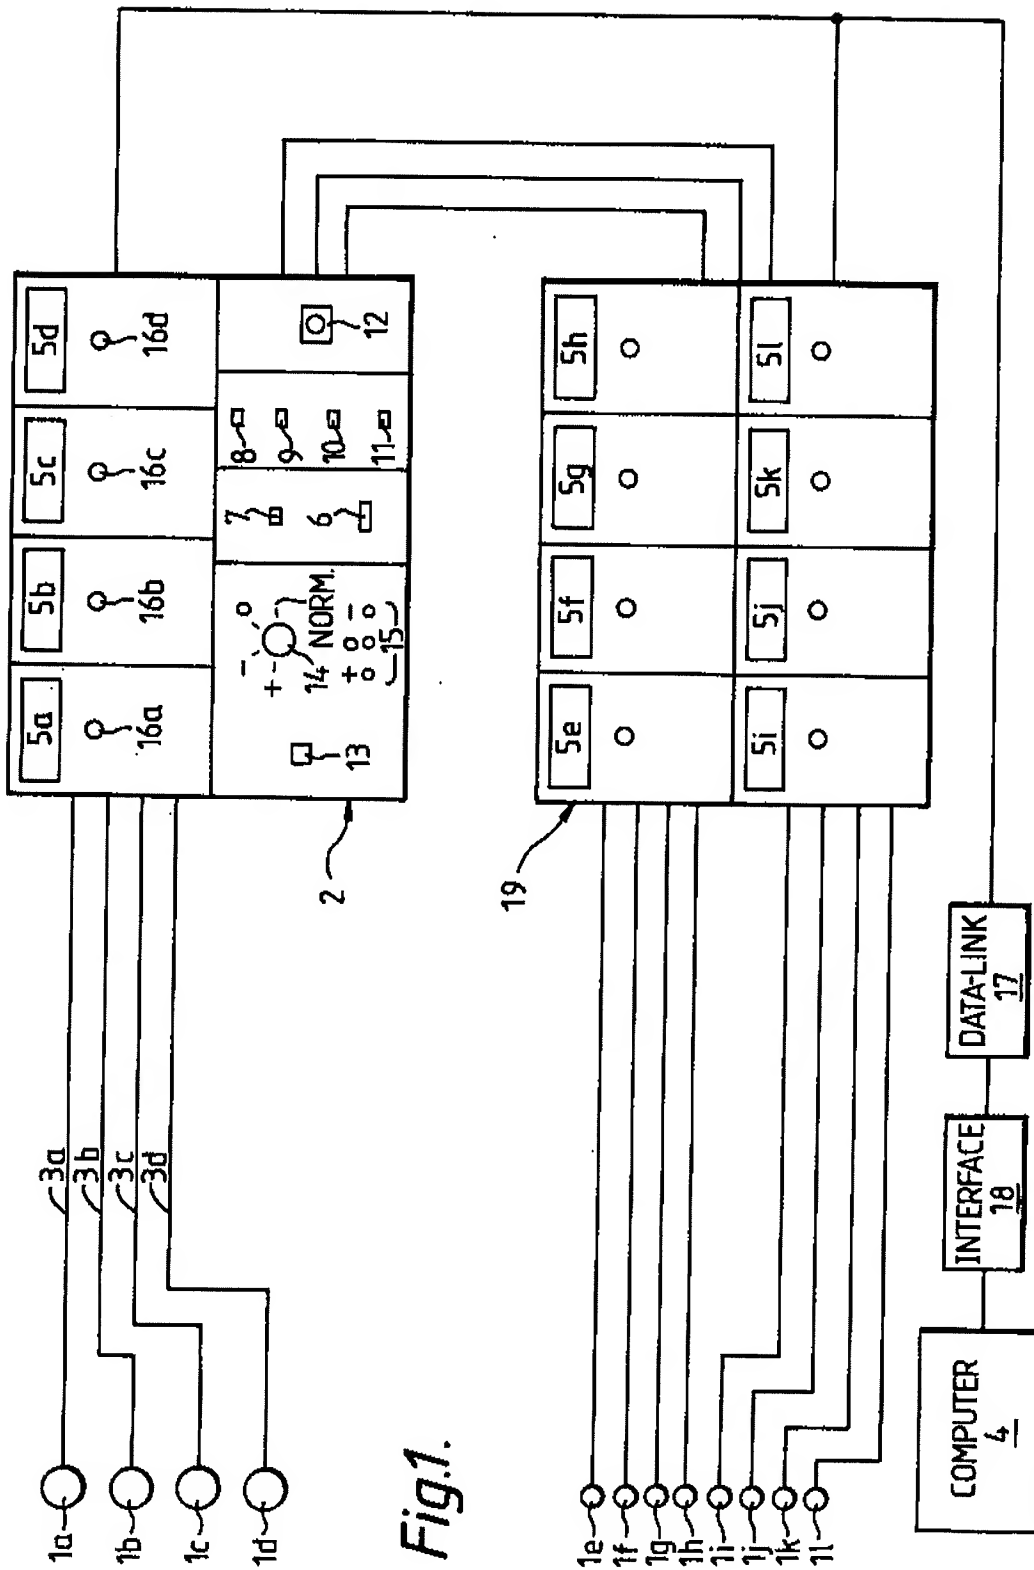 5a
5b
5c
5d
16a
16b
16c
16d
+
-
o
14
NORM.
+ o -
15
13
7
6
8
9
10
11
12
2
3a
3b
3c
3d
1a
1b
1c
1d
Fig.1.
19
5e
5f
5g
5h
5i
5j
5k
5l
1e
1f
1g
1h
1i
1j
1k
1l
COMPUTER
4
INTERFACE
18
DATA-LINK
17